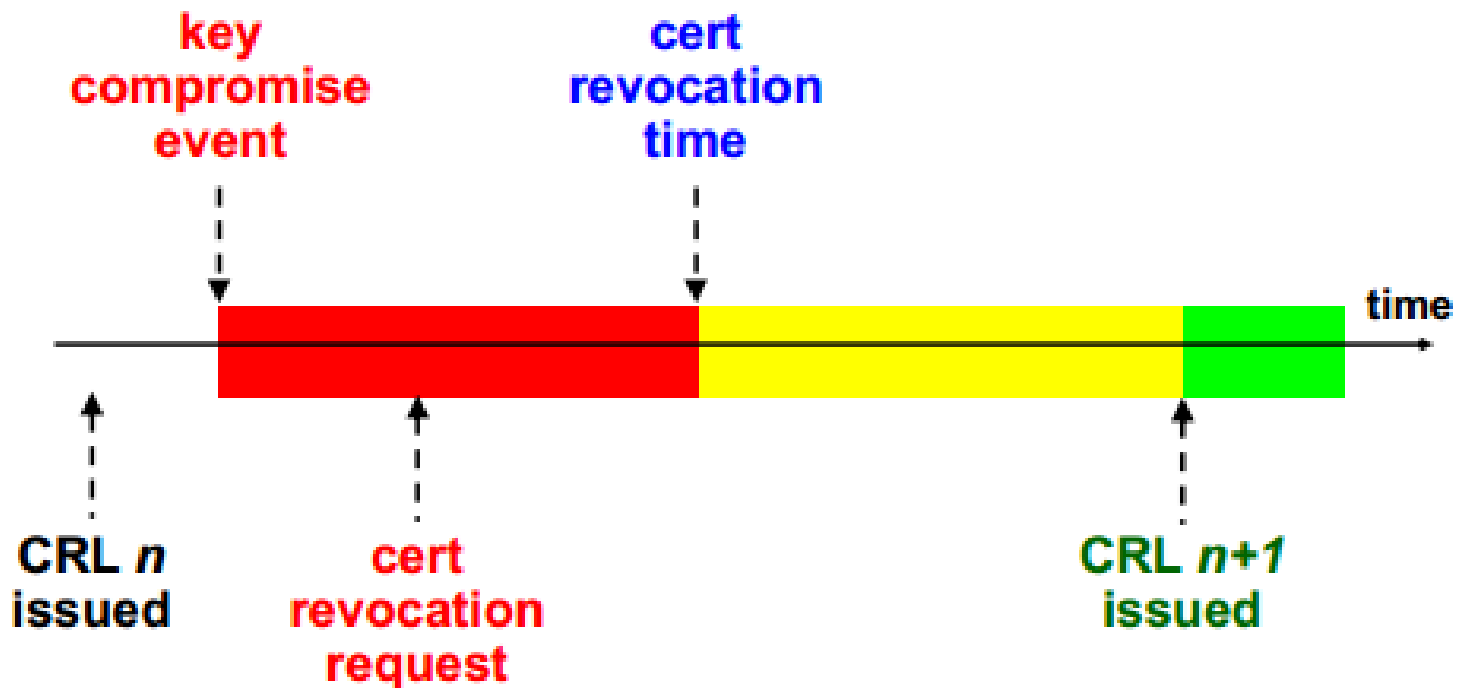 key
compromise
event
cert
revocation
time
time
CRL n
issued
cert
revocation
request
CRL n+1
issued